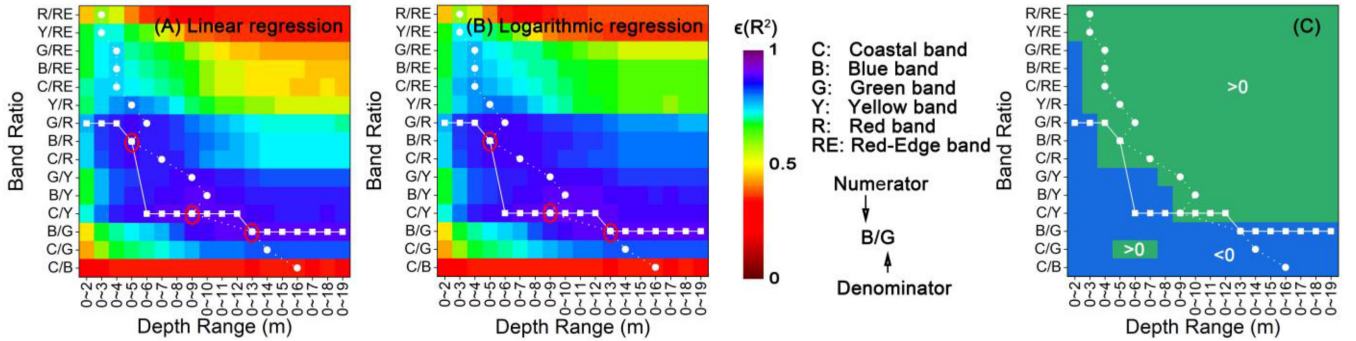 (A) Linear regression
Band Ratio
R/RE
Y/RE
G/RE
B/RE
C/RE
Y/R
G/R
B/R
C/R
G/Y
B/Y
C/Y
B/G
C/G
C/B
0~2
0~3
0~4
0~5
0~6
0~7
0~8
0~9
0~10
0~11
0~12
0~13
0~14
0~15
0~16
0~17
0~18
0~19
Depth Range (m)
(B) Logarithmic regression
Band Ratio
R/RE
Y/RE
G/RE
B/RE
C/RE
Y/R
G/R
B/R
C/R
G/Y
B/Y
C/Y
B/G
C/G
C/B
0~2
0~3
0~4
0~5
0~6
0~7
0~8
0~9
0~10
0~11
0~12
0~13
0~14
0~15
0~16
0~17
0~18
0~19
Depth Range (m)
ϵ(R²)
1
0.5
0
C: Coastal band
B: Blue band
G: Green band
Y: Yellow band
R: Red band
RE: Red-Edge band
Numerator
B/G
Denominator
(C)
>0
>0
<0
Band Ratio
R/RE
Y/RE
G/RE
B/RE
C/RE
Y/R
G/R
B/R
C/R
G/Y
B/Y
C/Y
B/G
C/G
C/B
0~2
0~3
0~4
0~5
0~6
0~7
0~8
0~9
0~10
0~11
0~12
0~13
0~14
0~15
0~16
0~17
0~18
0~19
Depth Range (m)